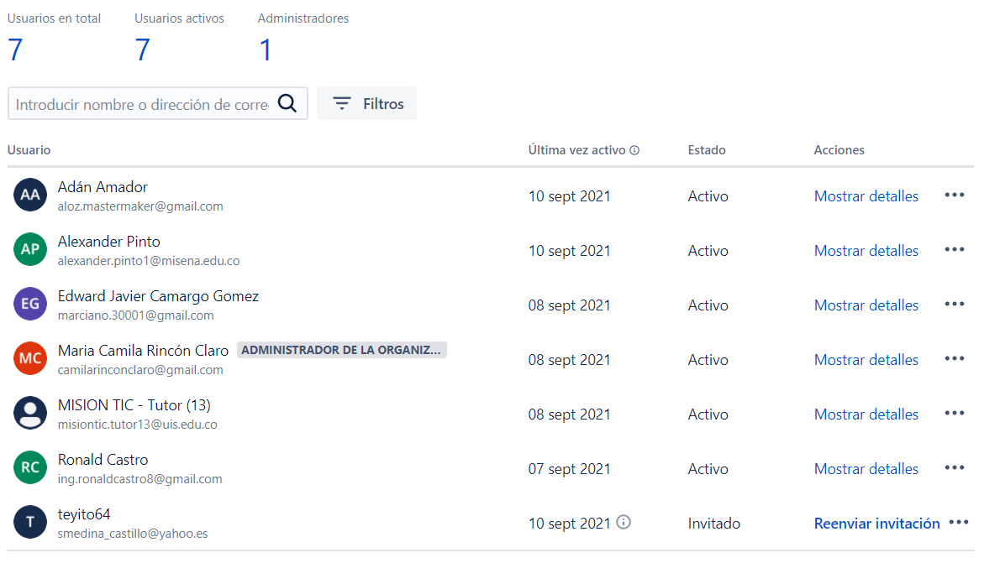 Usuarios en total Usuarios activos Administradores
7 7 1
Introducir nombre o dirección de corre Filtros
Usuario Última vez activo Estado Acciones
AA Adán Amador
aloz.mastermaker@gmail.com 10 sept 2021 Activo Mostrar detalles
AP Alexander Pinto
alexander.pinto1@misena.edu.co 10 sept 2021 Activo Mostrar detalles
EG Edward Javier Camargo Gomez
marciano.30001@gmail.com 08 sept 2021 Activo Mostrar detalles
MC Maria Camila Rincón Claro ADMINISTRADOR DE LA ORGANIZ...
camilarinconclaro@gmail.com 08 sept 2021 Activo Mostrar detalles
MISION TIC - Tutor (13)
misiontic.tutor13@uis.edu.co 08 sept 2021 Activo Mostrar detalles
RC Ronald Castro
ing.ronaldcastro8@gmail.com 07 sept 2021 Activo Mostrar detalles
T teyito64
smedina_castillo@yahoo.es 10 sept 2021 Invitado Reenviar invitación